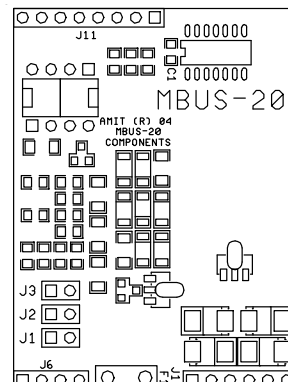 J11
C1
MBUS-20
AMIT (R) 04
MBUS-20
COMPONENTS
J3
J2
J1
J6